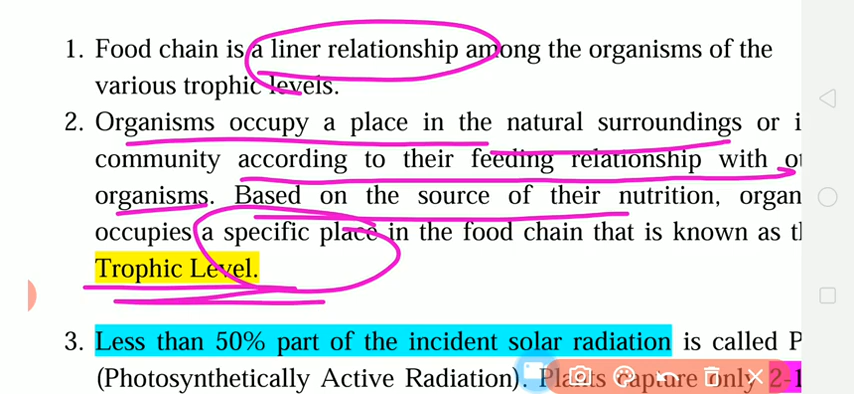 1. Food chain is a liner relationship among the organisms of the
various trophic levels.
2. Organisms occupy a place in the natural surroundings or
community according to their feeding relationship with
organisms. Based on the source of their nutrition,
occupies a specific place in the food chain that is known as
Trophic Level.
3. Less than 50% part of the incident solar radiation is called
(Photosynthetically Active Radiation). Plants capture only